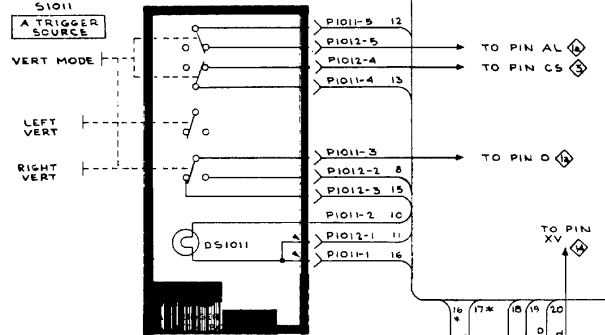 S1011
A TRIGGER
SOURCE
VERT MODE
LEFT
VERT
RIGHT
VERT
DS1011
P1011-5 12
P1012-5
P1012-4
P1011-4 13
P1011-3
P1012-2 8
P1012-3 15
P1011-2 10
P1012-1 11
P1011-1 16
TO PIN AL
TO PIN CS 3
TO PIN D
TO PIN
XV
14
16 17* 18 19 20
*
D